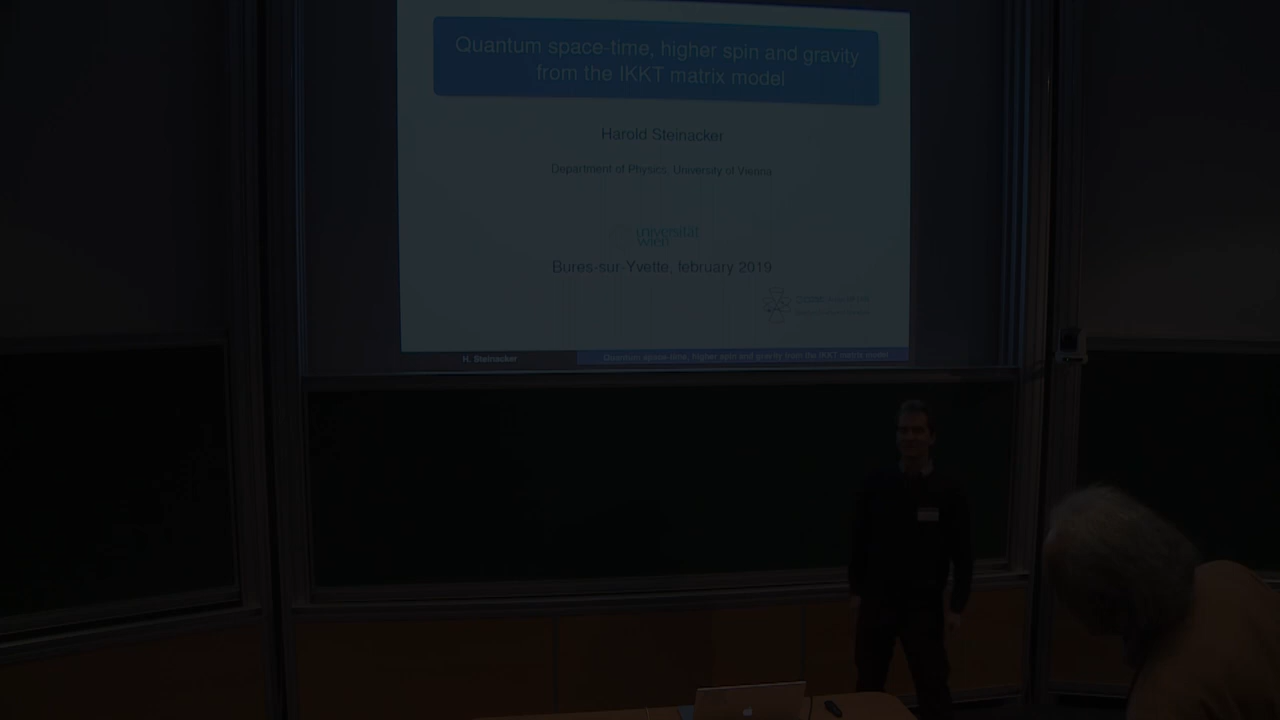 Quantum space-time, higher spin and gravity
from the IKKT matrix model
Harold Steinacker
Department of Physics, University of Vienna
universität
wien
Bures-sur-Yvette, february 2019
H. Steinacker
Quantum space-time, higher spin and gravity from the IKKT matrix model